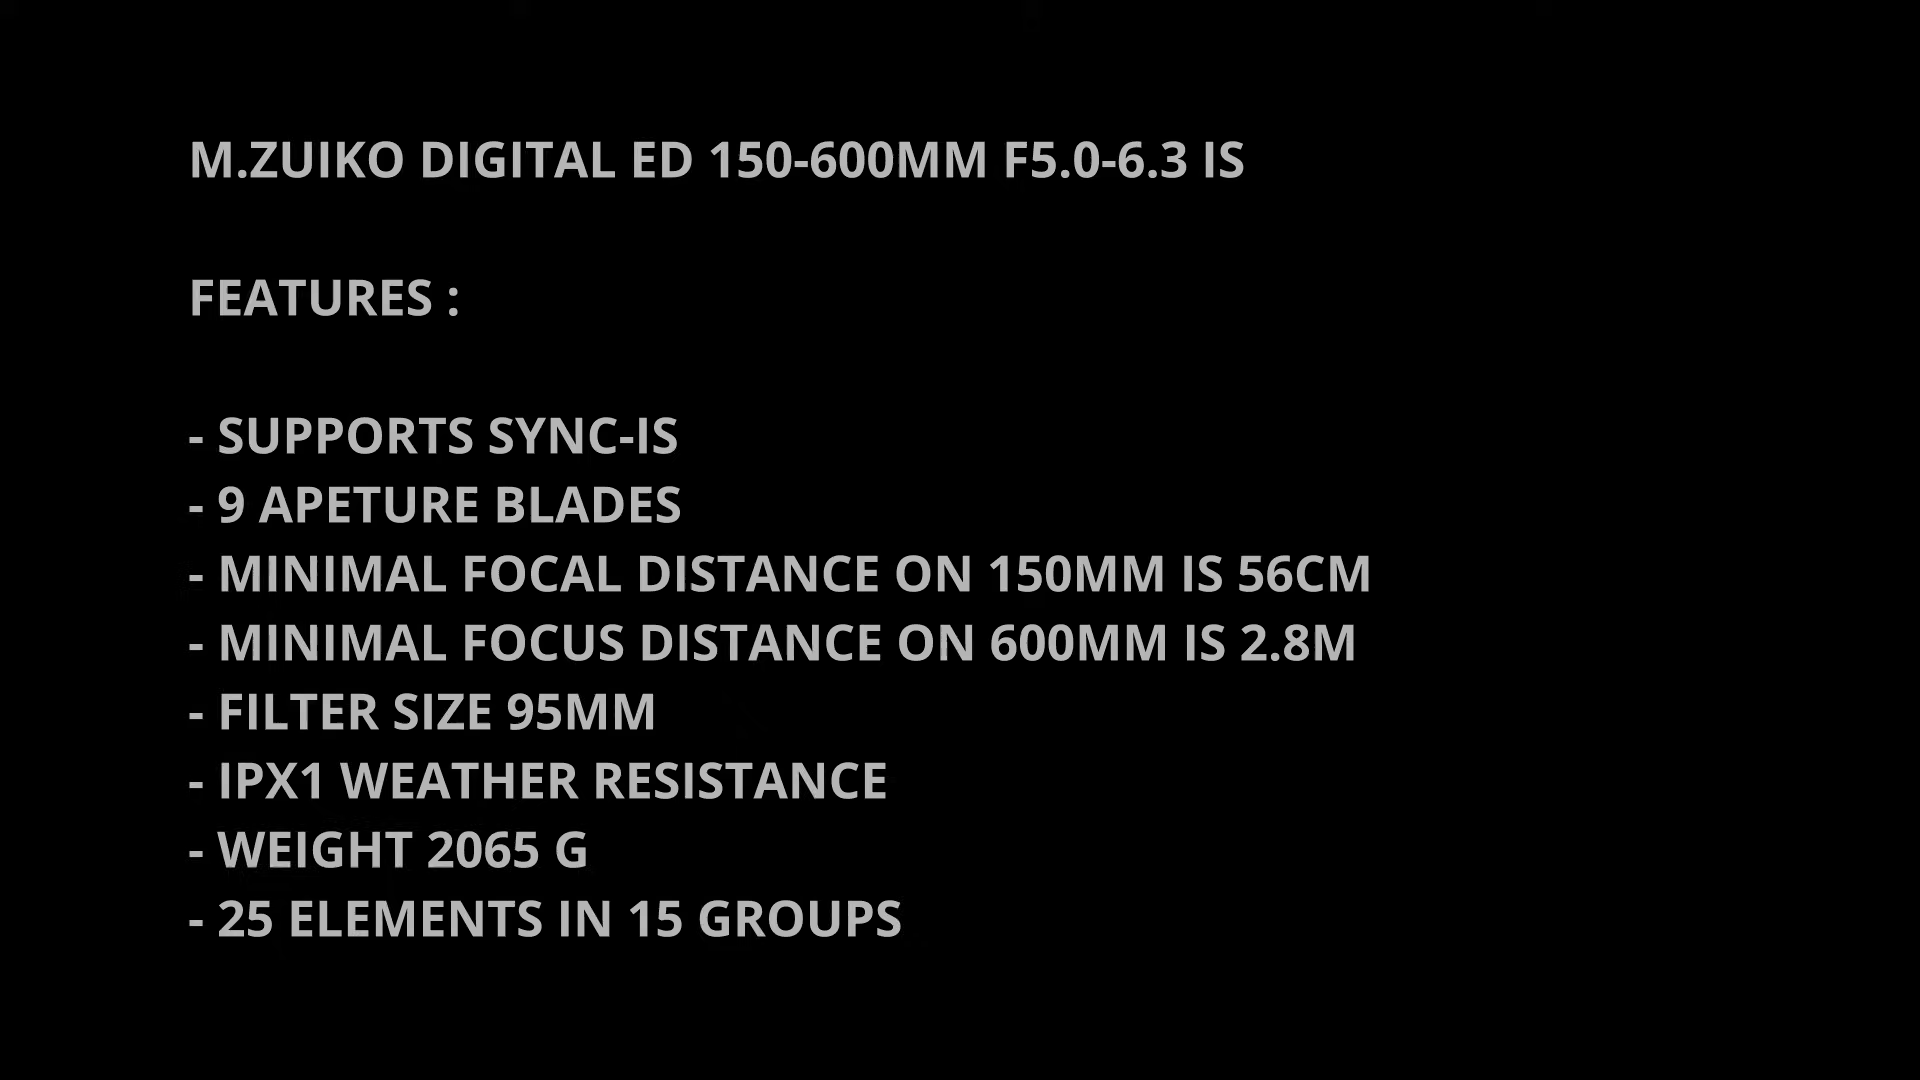 M.ZUIKO DIGITAL ED 150-600MM F5.0-6.3 IS
FEATURES :
- SUPPORTS SYNC-IS
- 9 APETURE BLADES
- MINIMAL FOCAL DISTANCE ON 150MM IS 56CM
- MINIMAL FOCUS DISTANCE ON 600MM IS 2.8M
- FILTER SIZE 95MM
- IPX1 WEATHER RESISTANCE
- WEIGHT 2065 G
- 25 ELEMENTS IN 15 GROUPS